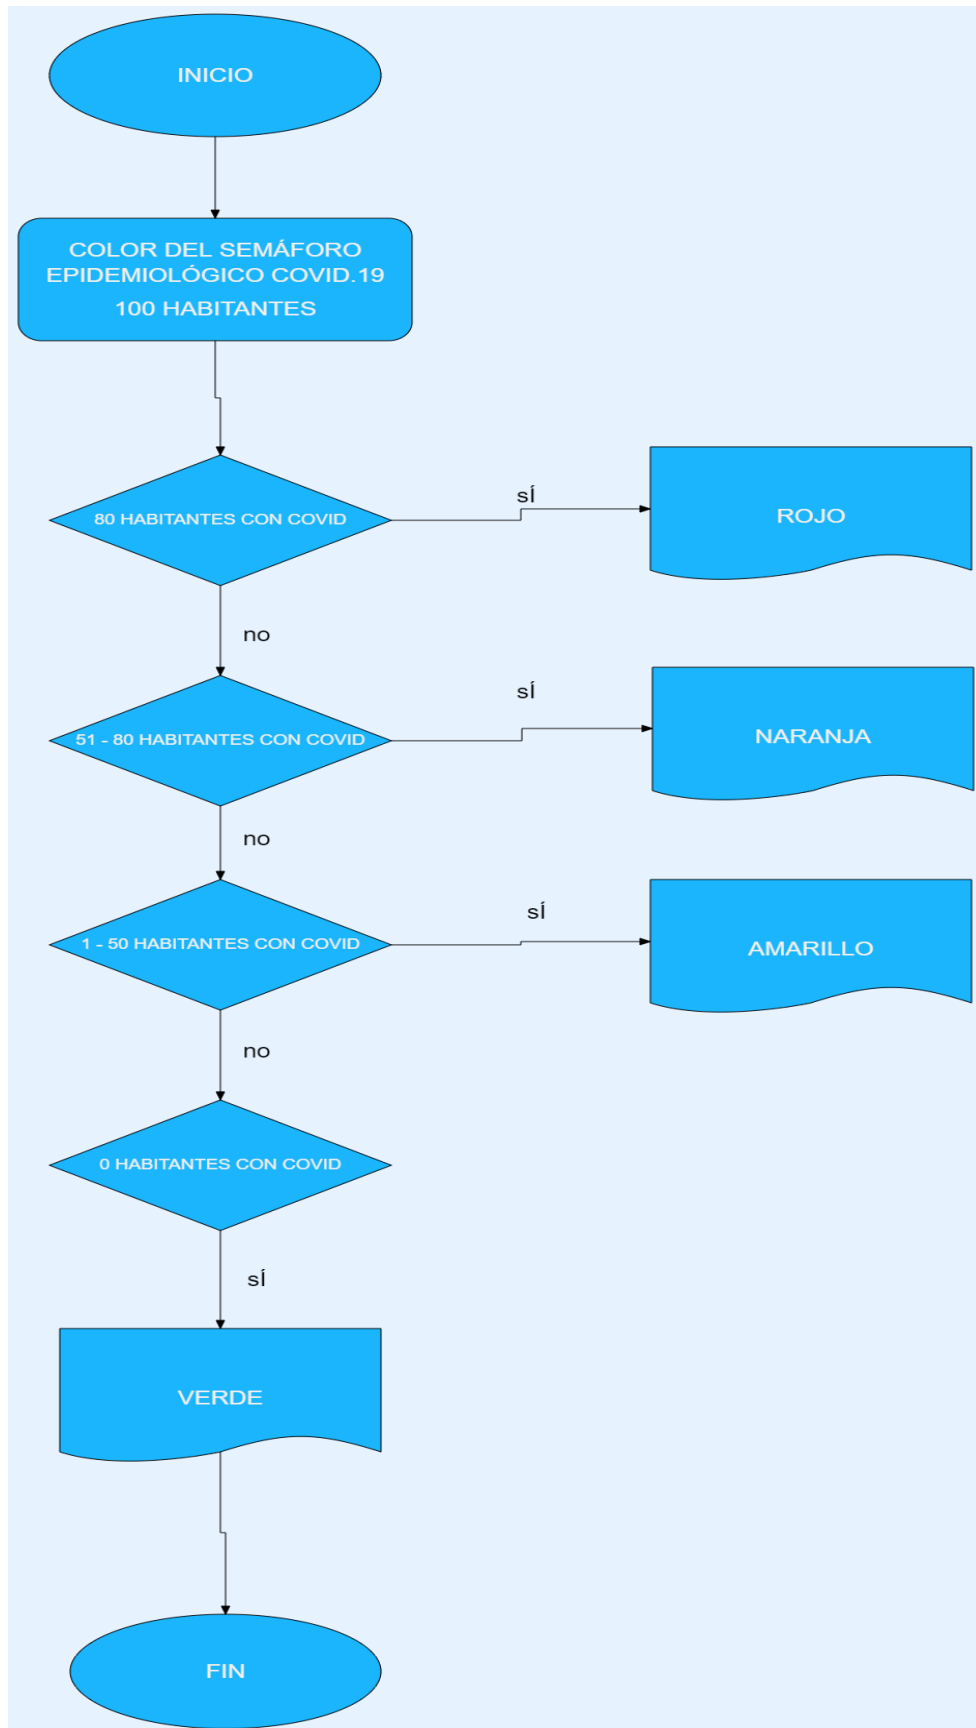 INICIO
COLOR DEL SEMÁFORO
EPIDEMIOLÓGICO COVID.19
100 HABITANTES
80 HABITANTES CON COVID
sÍ
ROJO
no
51 - 80 HABITANTES CON COVID
sÍ
NARANJA
no
1 - 50 HABITANTES CON COVID
sÍ
AMARILLO
no
0 HABITANTES CON COVID
sÍ
VERDE
FIN